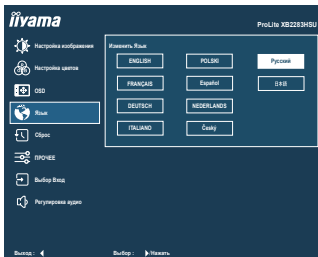 iiyama
ProLite XB2283HSU
Настройка изображения
Настройка цветов
OSD
Язык
Сброс
ПРОЧЕЕ
Выбор Вход
Регулировка аудио
Изменить Язык
ENGLISH
POLSKI
Русский
FRANÇAIS
Español
日本語
DEUTSCH
NEDERLANDS
ITALIANO
Český
Выход :
Выбор :
/Нажать